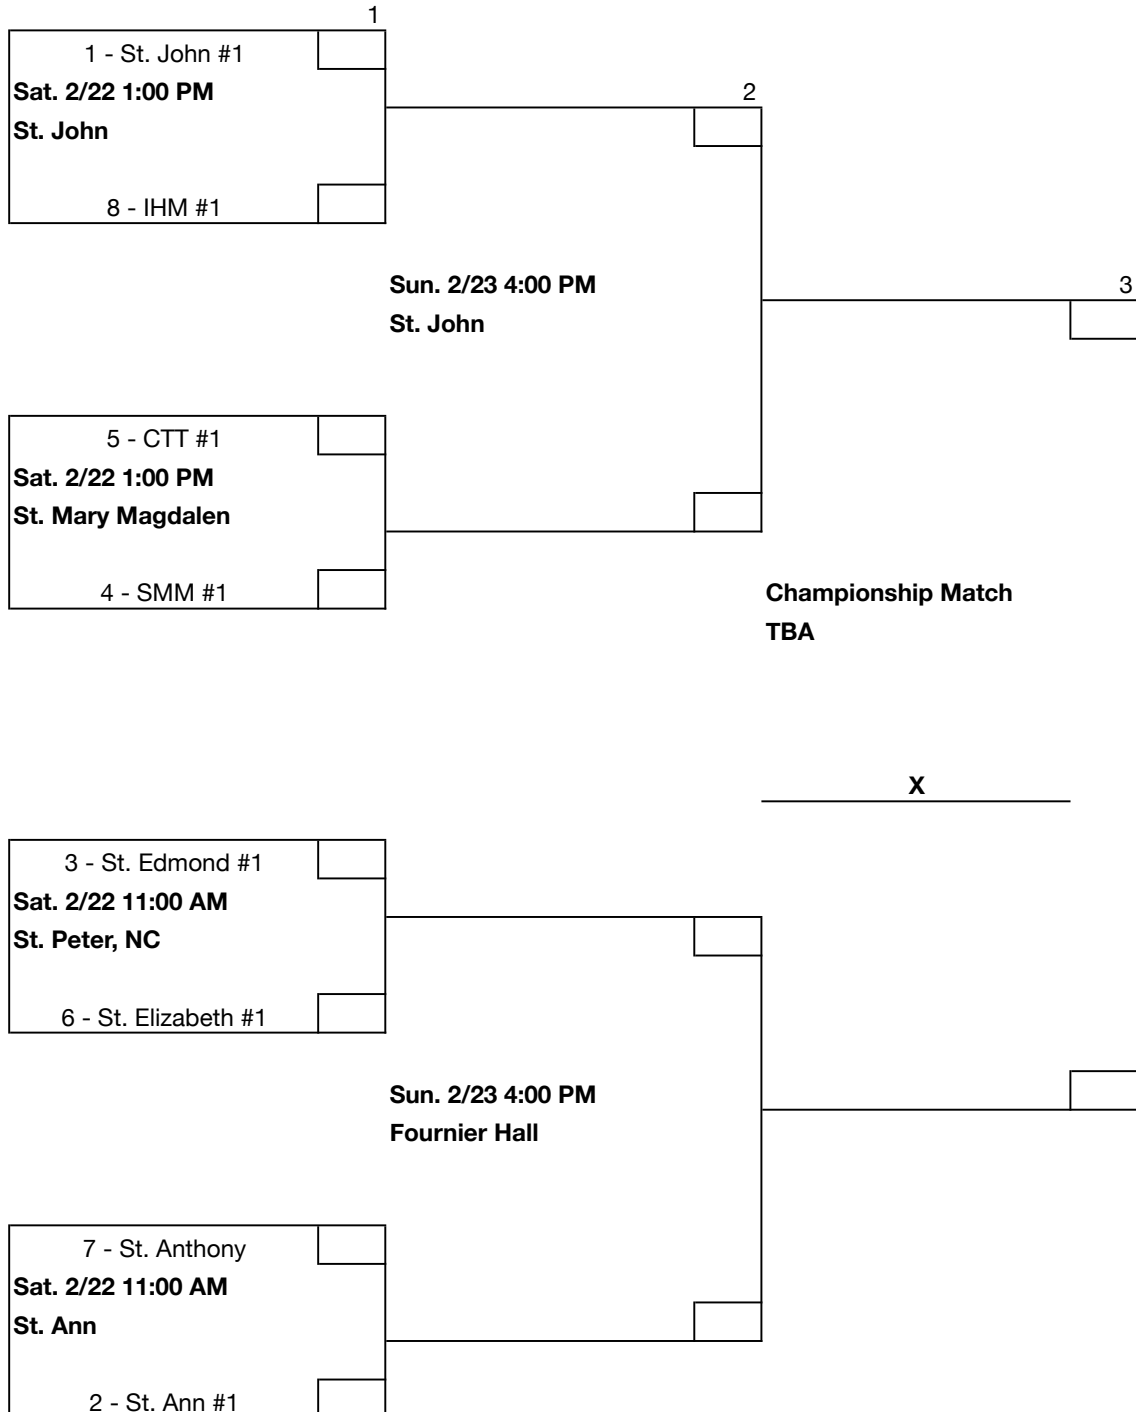 1
1 - St. John #1
Sat. 2/22 1:00 PM
2
St. John
8 - IHM #1
Sun. 2/23 4:00 PM
3
St. John
5 - CTT #1
Sat. 2/22 1:00 PM
St. Mary Magdalen
4 - SMM #1
Championship Match
TBA
X
3 - St. Edmond #1
Sat. 2/22 11:00 AM
St. Peter, NC
6 - St. Elizabeth #1
Sun. 2/23 4:00 PM
Fournier Hall
7 - St. Anthony
Sat. 2/22 11:00 AM
St. Ann
2 - St. Ann #1